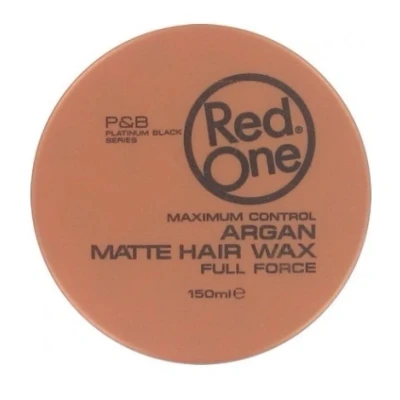 P&B
PLATINUM BLACK
SERIES
Red®
One
MAXIMUM CONTROL
ARGAN
MATTE HAIR WAX
FULL FORCE
150ml ℮